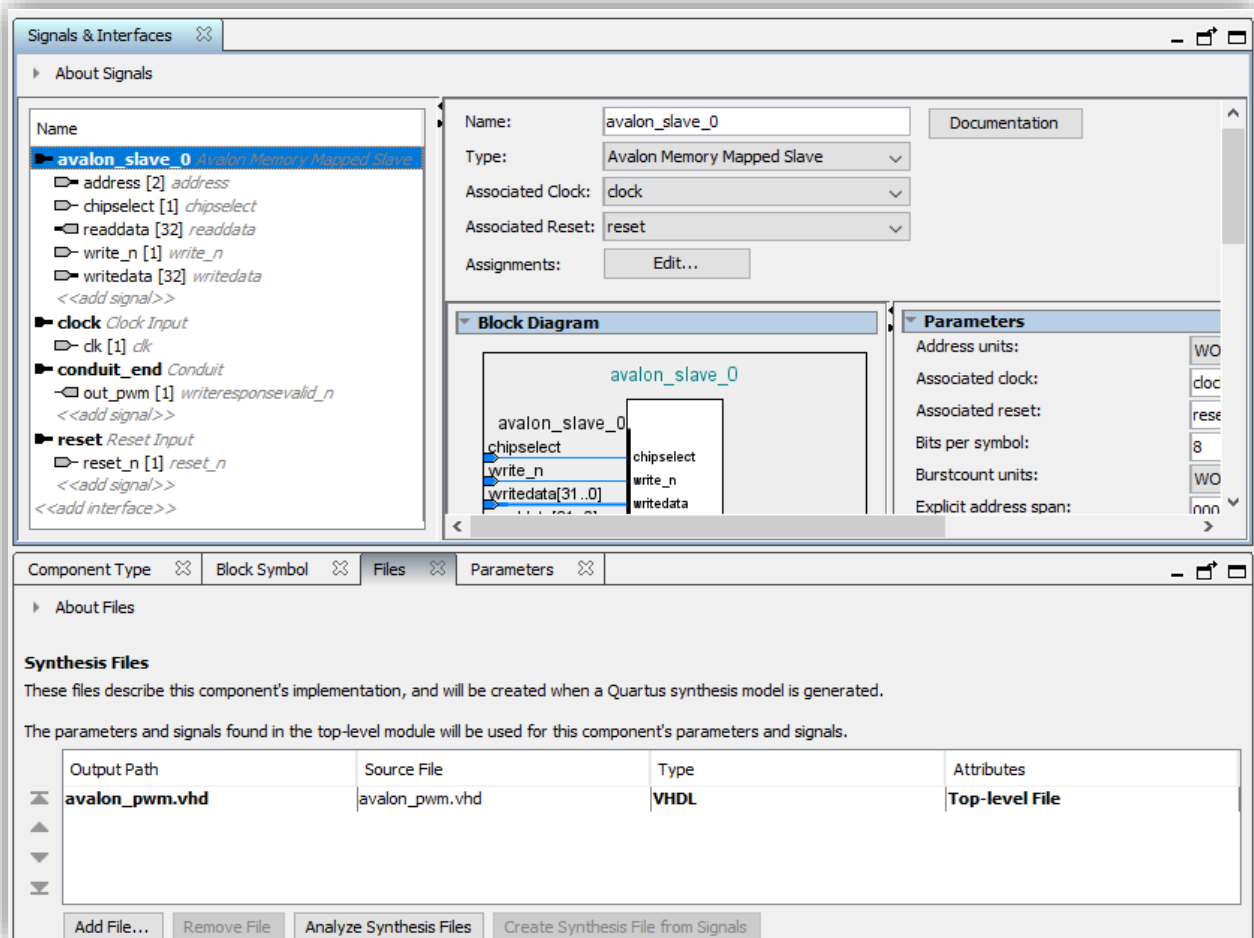 Signals & Interfaces
About Signals
Name
avalon_slave_0 Avalon Memory Mapped Slave
address [2] address
chipselect [1] chipselect
readdata [32] readdata
write_n [1] write_n
writedata [32] writedata
<<add signal>>
clock Clock Input
clk [1] clk
conduit_end Conduit
out_pwm [1] writeresponsevalid_n
<<add signal>>
reset Reset Input
reset_n [1] reset_n
<<add signal>>
<<add interface>>
Name: avalon_slave_0 Documentation
Type: Avalon Memory Mapped Slave
Associated Clock: clock
Associated Reset: reset
Assignments: Edit...
Block Diagram
avalon_slave_0
avalon_slave_0
chipselect chipselect
write_n write_n
writedata[31..0] writedata
Parameters
Address units: WO
Associated clock: cloc
Associated reset: rese
Bits per symbol: 8
Burstcount units: WO
Explicit address span: 000
Component Type Block Symbol Files Parameters
About Files
Synthesis Files
These files describe this component's implementation, and will be created when a Quartus synthesis model is generated.
The parameters and signals found in the top-level module will be used for this component's parameters and signals.
Output Path Source File Type Attributes
avalon_pwm.vhd avalon_pwm.vhd VHDL Top-level File
Add File... Remove File Analyze Synthesis Files Create Synthesis File from Signals